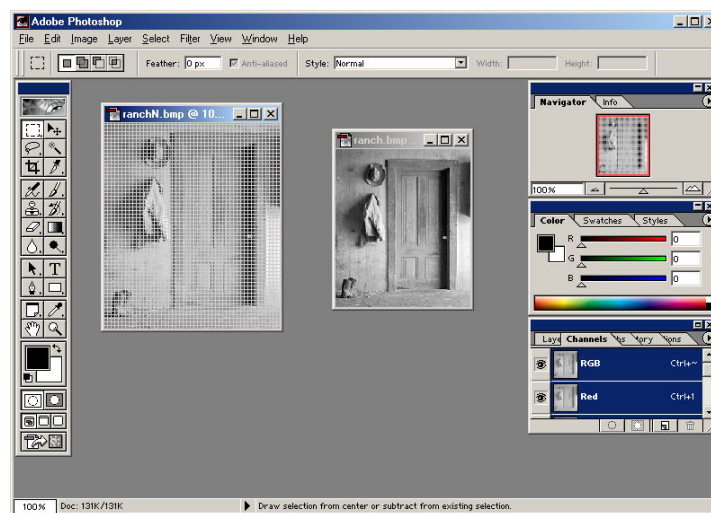 Adobe Photoshop
File Edit Image Layer Select Filter View Window Help
Feather: 0 px Anti-aliased Style: Normal Width: Height:
ranchN.bmp @ 10...
ranch.bmp
Navigator Info
100%
Color Swatches Styles
R 0
G 0
B 0
Channels
RGB Ctrl+~
Red Ctrl+1
T
100% Doc: 131K/131K Draw selection from center or subtract from existing selection.